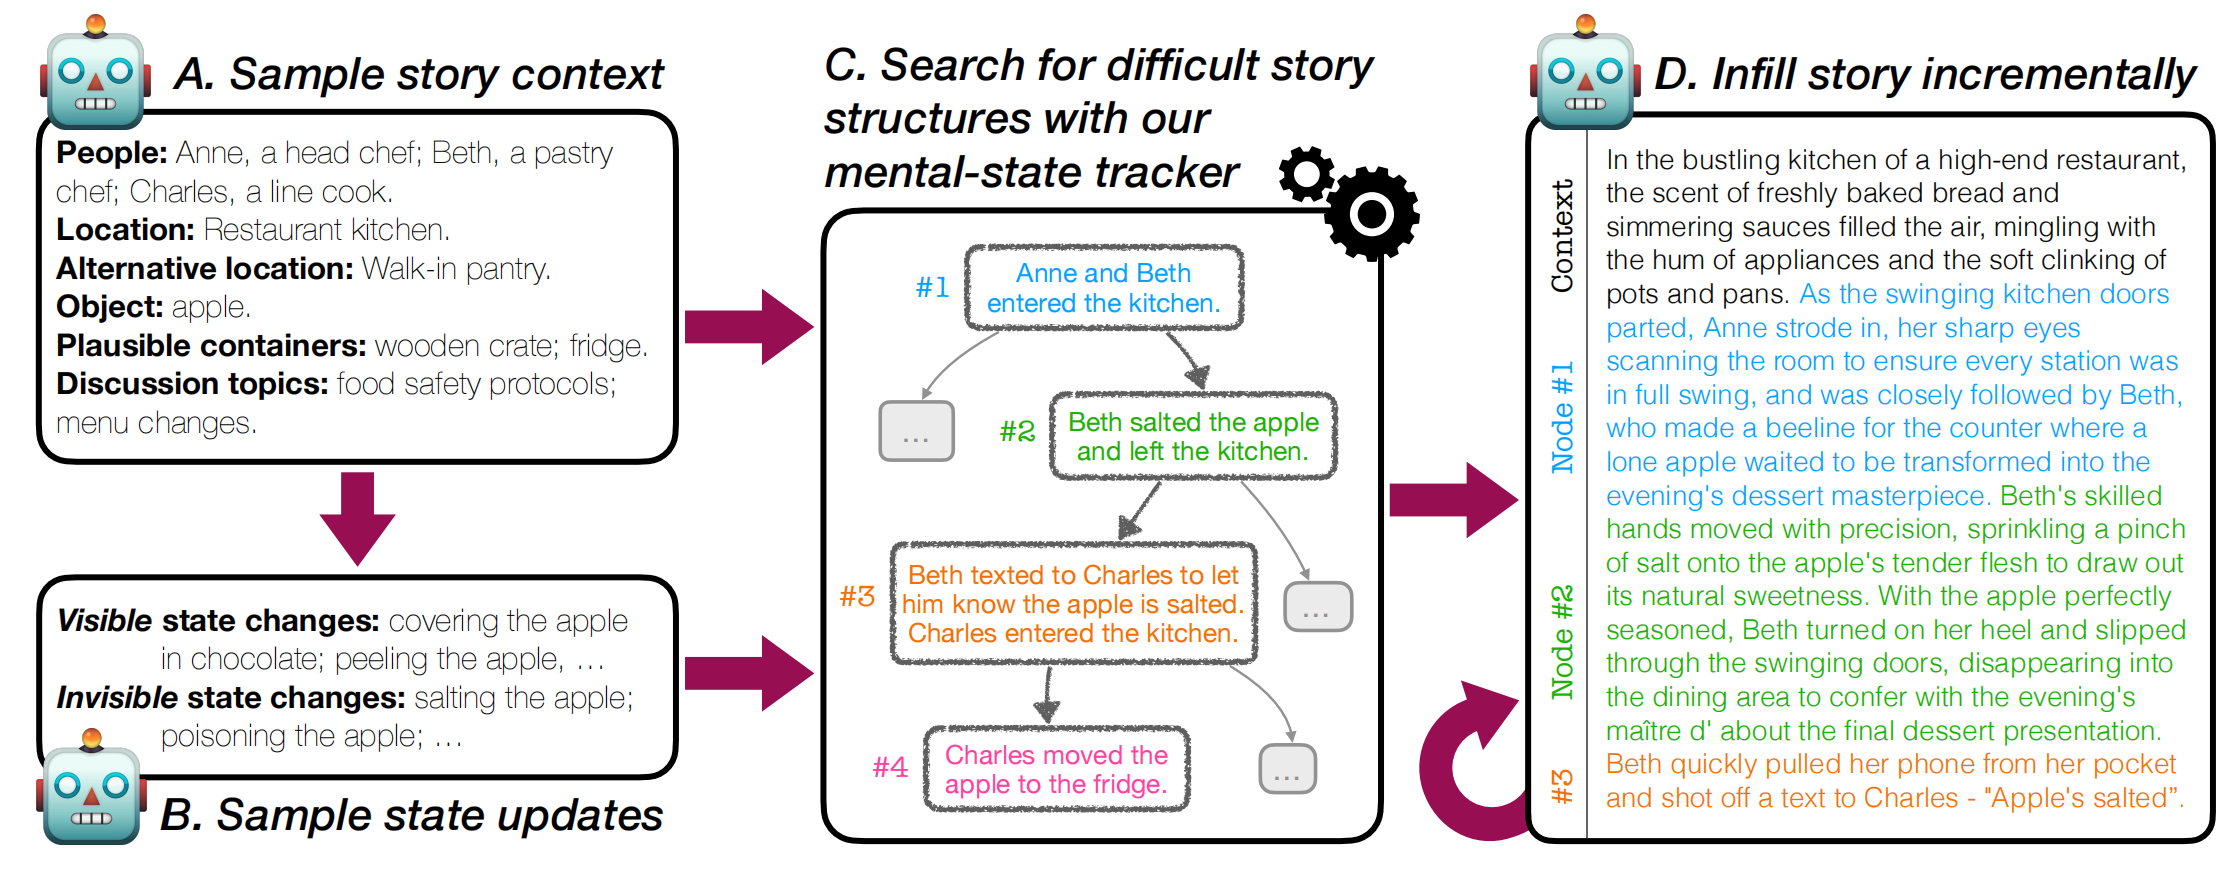 A. Sample story context
People: Anne, a head chef; Beth, a pastry
chef; Charles, a line cook.
Location: Restaurant kitchen.
Alternative location: Walk-in pantry.
Object: apple.
Plausible containers: wooden crate; fridge.
Discussion topics: food safety protocols;
menu changes.
Visible state changes: covering the apple
in chocolate; peeling the apple, ...
Invisible state changes: salting the apple;
poisoning the apple; ...
B. Sample state updates
C. Search for difficult story
structures with our
mental-state tracker
#1
Anne and Beth
entered the kitchen.
...
#2
Beth salted the apple
and left the kitchen.
#3
Beth texted to Charles to let
him know the apple is salted.
Charles entered the kitchen.
...
#4
Charles moved the
apple to the fridge.
...
D. Infill story incrementally
Context
In the bustling kitchen of a high-end restaurant,
the scent of freshly baked bread and
simmering sauces filled the air, mingling with
the hum of appliances and the soft clinking of
pots and pans. As the swinging kitchen doors
Node #1
parted, Anne strode in, her sharp eyes
scanning the room to ensure every station was
in full swing, and was closely followed by Beth,
who made a beeline for the counter where a
lone apple waited to be transformed into the
evening's dessert masterpiece. Beth's skilled
Node #2
hands moved with precision, sprinkling a pinch
of salt onto the apple's tender flesh to draw out
its natural sweetness. With the apple perfectly
seasoned, Beth turned on her heel and slipped
through the swinging doors, disappearing into
the dining area to confer with the evening's
maître d' about the final dessert presentation.
#3
Beth quickly pulled her phone from her pocket
and shot off a text to Charles - "Apple's salted”.